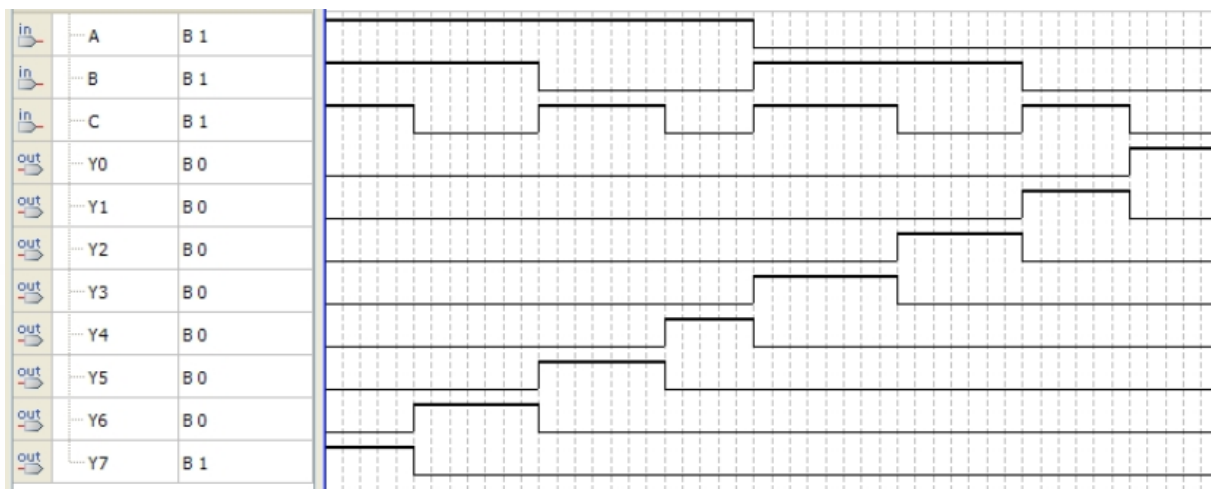 in A B 1
in B B 1
in C B 1
out Y0 B 0
out Y1 B 0
out Y2 B 0
out Y3 B 0
out Y4 B 0
out Y5 B 0
out Y6 B 0
out Y7 B 1